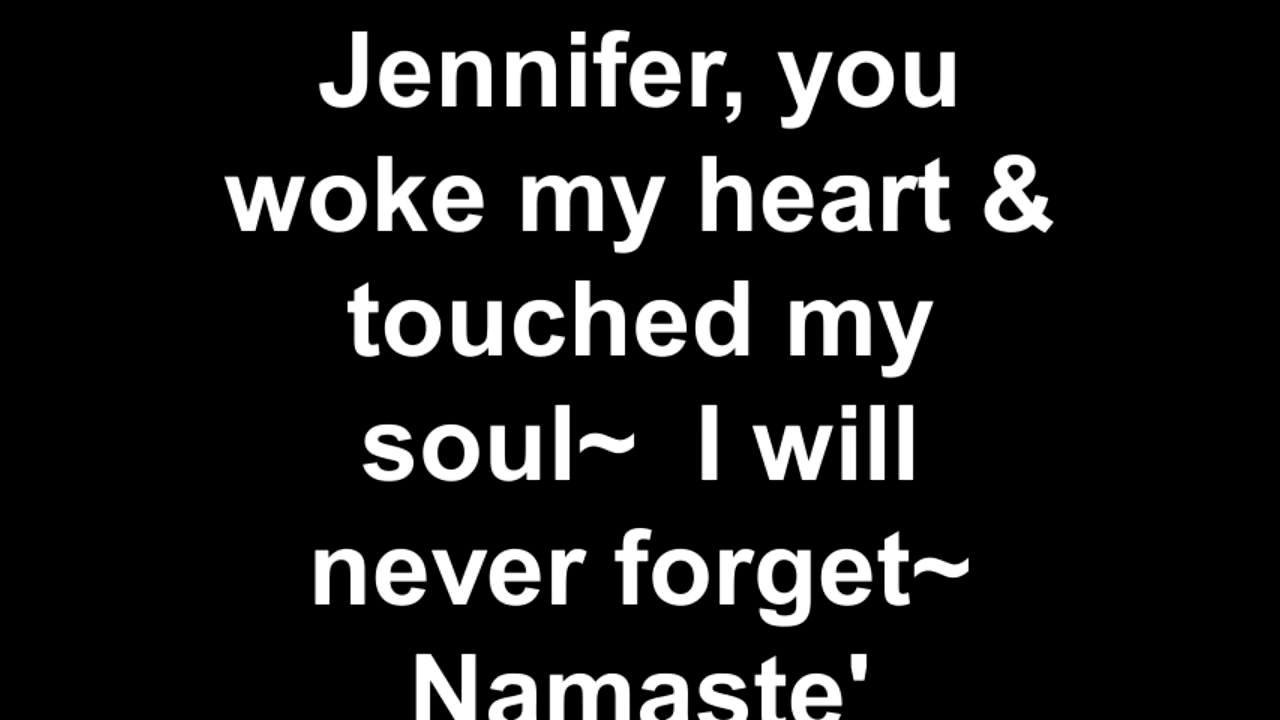 Jennifer, you
woke my heart &
touched my
soul~  I will
never forget~
Namaste'